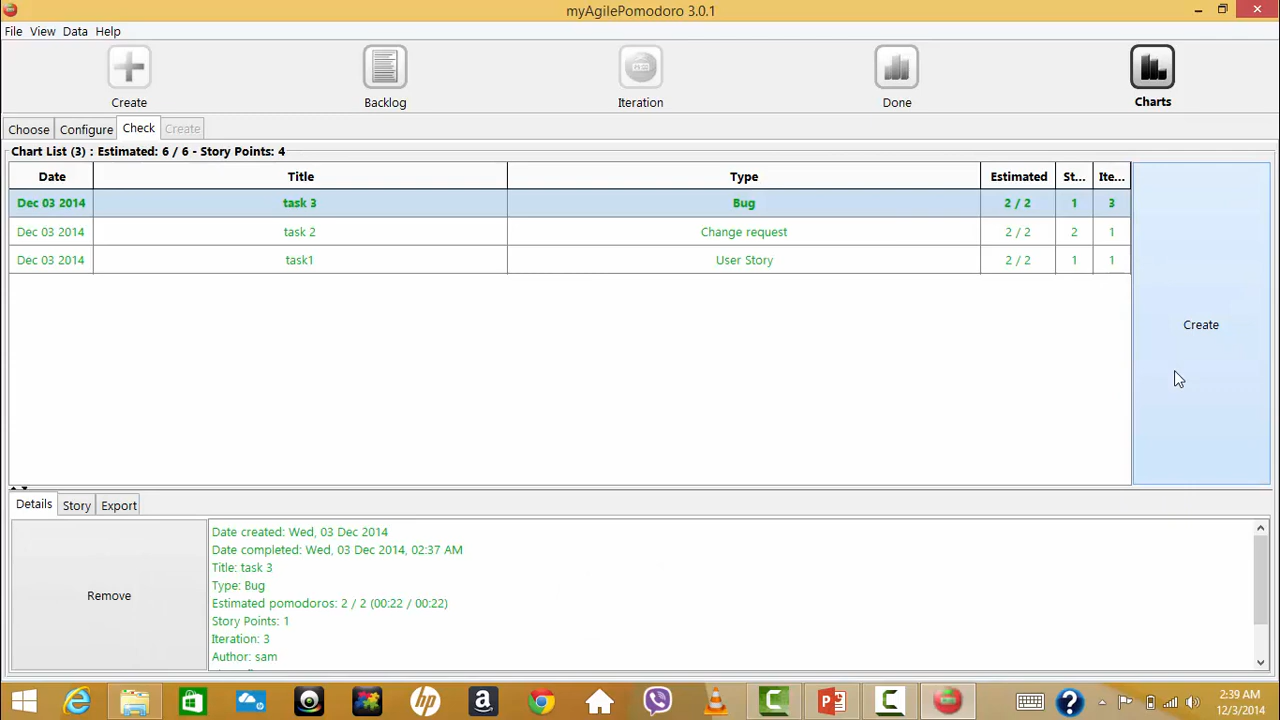 myAgilePomodoro 3.0.1
File View Data Help
Create Backlog Iteration Done Charts
Choose Configure Check Create
Chart List (3) : Estimated: 6 / 6 - Story Points: 4
Date Title Type Estimated St... Ite...
Dec 03 2014 task 3 Bug 2 / 2 1 3
Dec 03 2014 task 2 Change request 2 / 2 2 1
Dec 03 2014 task1 User Story 2 / 2 1 1
Create
Details Story Export
Remove
Date created: Wed, 03 Dec 2014
Date completed: Wed, 03 Dec 2014, 02:37 AM
Title: task 3
Type: Bug
Estimated pomodoros: 2 / 2 (00:22 / 00:22)
Story Points: 1
Iteration: 3
Author: sam
2:39 AM
12/3/2014